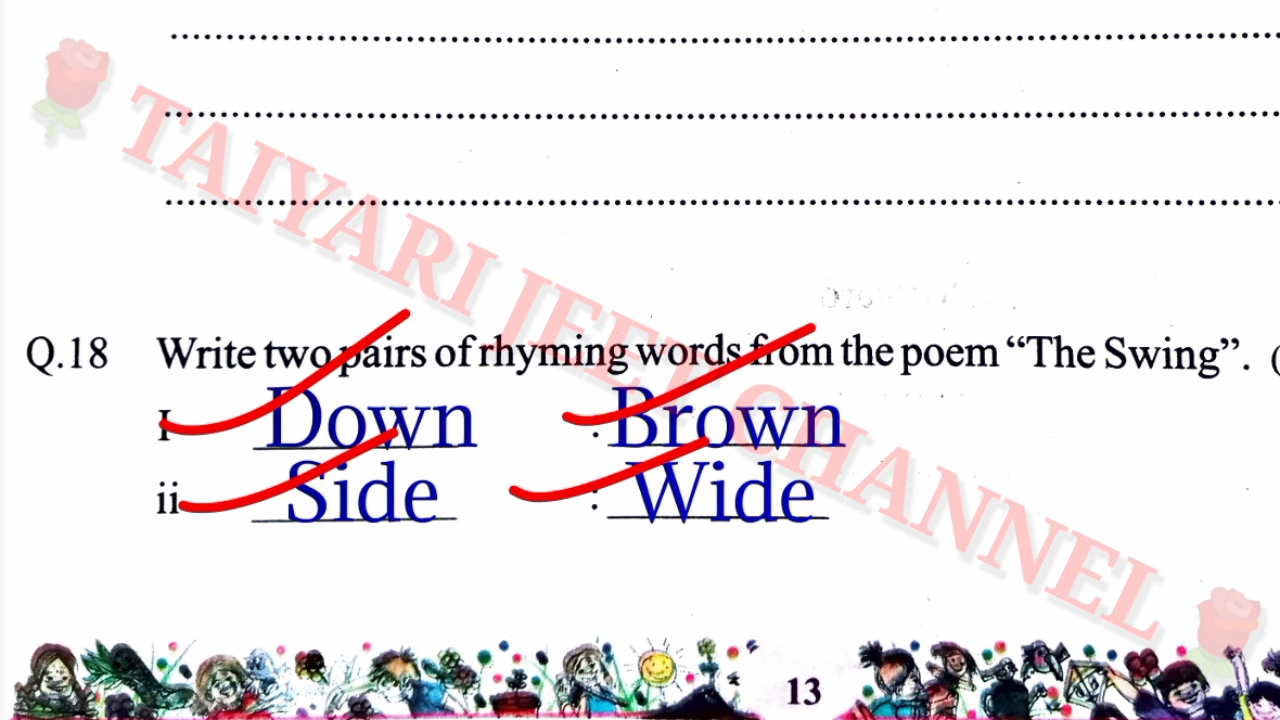 Q.18 Write two pairs of rhyming words from the poem “The Swing”. (
I Down : Brown
ii Side : Wide
TAIYARI JEET CHANNEL
13